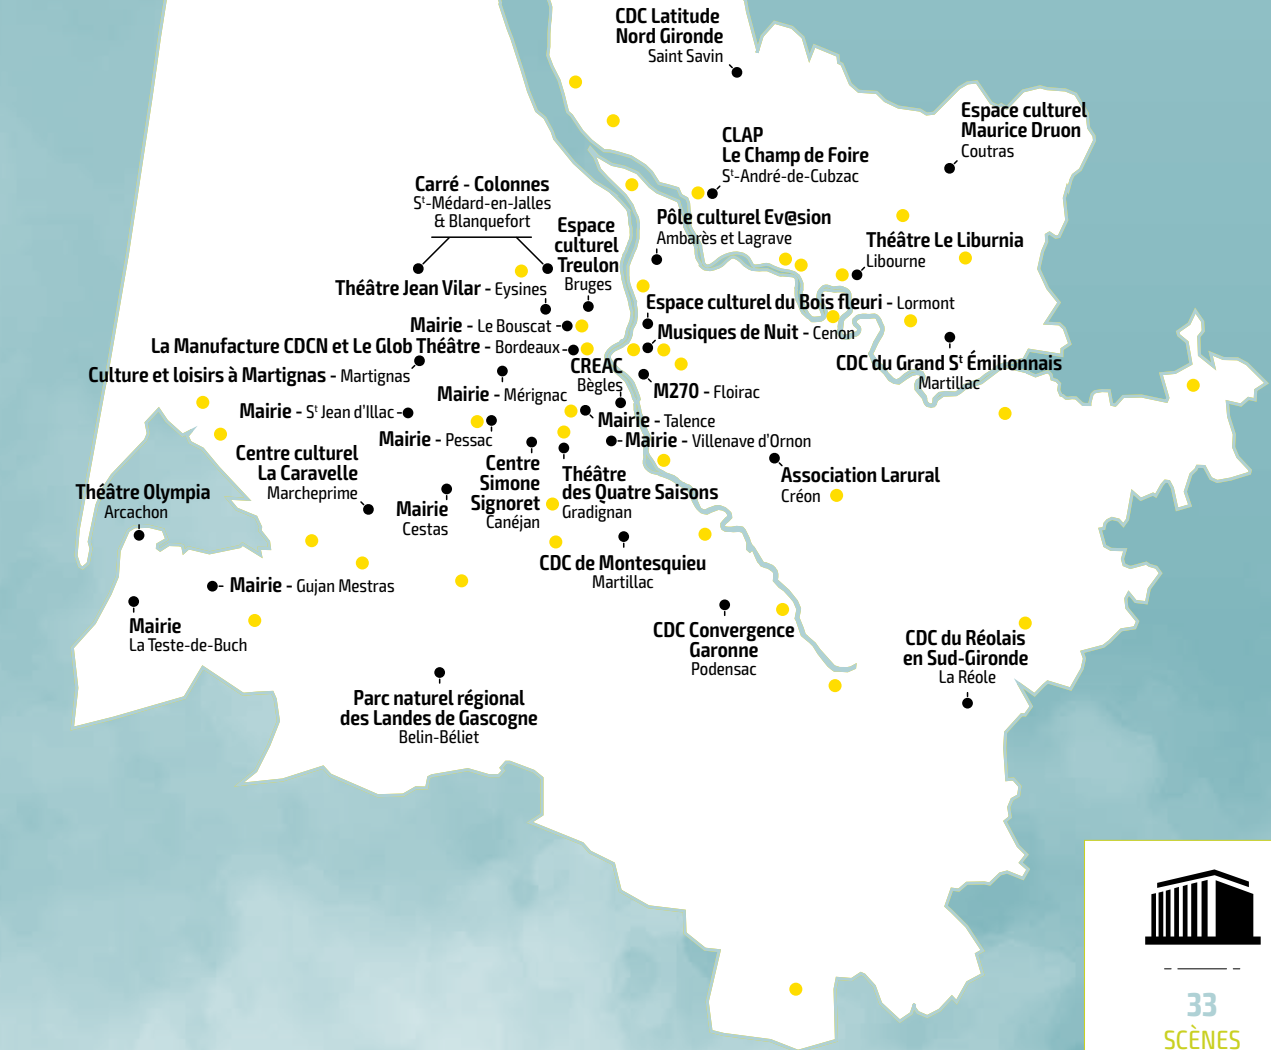 CDC Latitude
Nord Gironde
Saint Savin
Espace culturel
Maurice Druon
Coutras
CLAP
Le Champ de Foire
Sᵗ-André-de-Cubzac
Carré - Colonnes
Sᵗ-Médard-en-Jalles
& Blanquefort
Espace
culturel
Treulon
Bruges
Pôle culturel Ev@sion
Ambarès et Lagrave
Théâtre Le Liburnia
Libourne
Théâtre Jean Vilar - Eysines
Espace culturel du Bois fleuri - Lormont
Mairie - Le Bouscat
Musiques de Nuit - Cenon
La Manufacture CDCN et Le Glob Théâtre - Bordeaux
CDC du Grand Sᵗ Émilionnais
Martillac
Culture et loisirs à Martignas - Martignas
CREAC
Bègles
Mairie - Mérignac
M270 - Floirac
Mairie - Sᵗ Jean d'Illac
Mairie - Talence
Mairie - Pessac
Mairie - Villenave d'Ornon
Centre culturel
La Caravelle
Marcheprime
Centre
Simone
Signoret
Canéjan
Théâtre
des Quatre Saisons
Gradignan
Association Larural
Créon
Théâtre Olympia
Arcachon
Mairie
Cestas
CDC de Montesquieu
Martillac
Mairie - Gujan Mestras
Mairie
La Teste-de-Buch
CDC Convergence
Garonne
Podensac
CDC du Réolais
en Sud-Gironde
La Réole
Parc naturel régional
des Landes de Gascogne
Belin-Béliet
33
SCÈNES